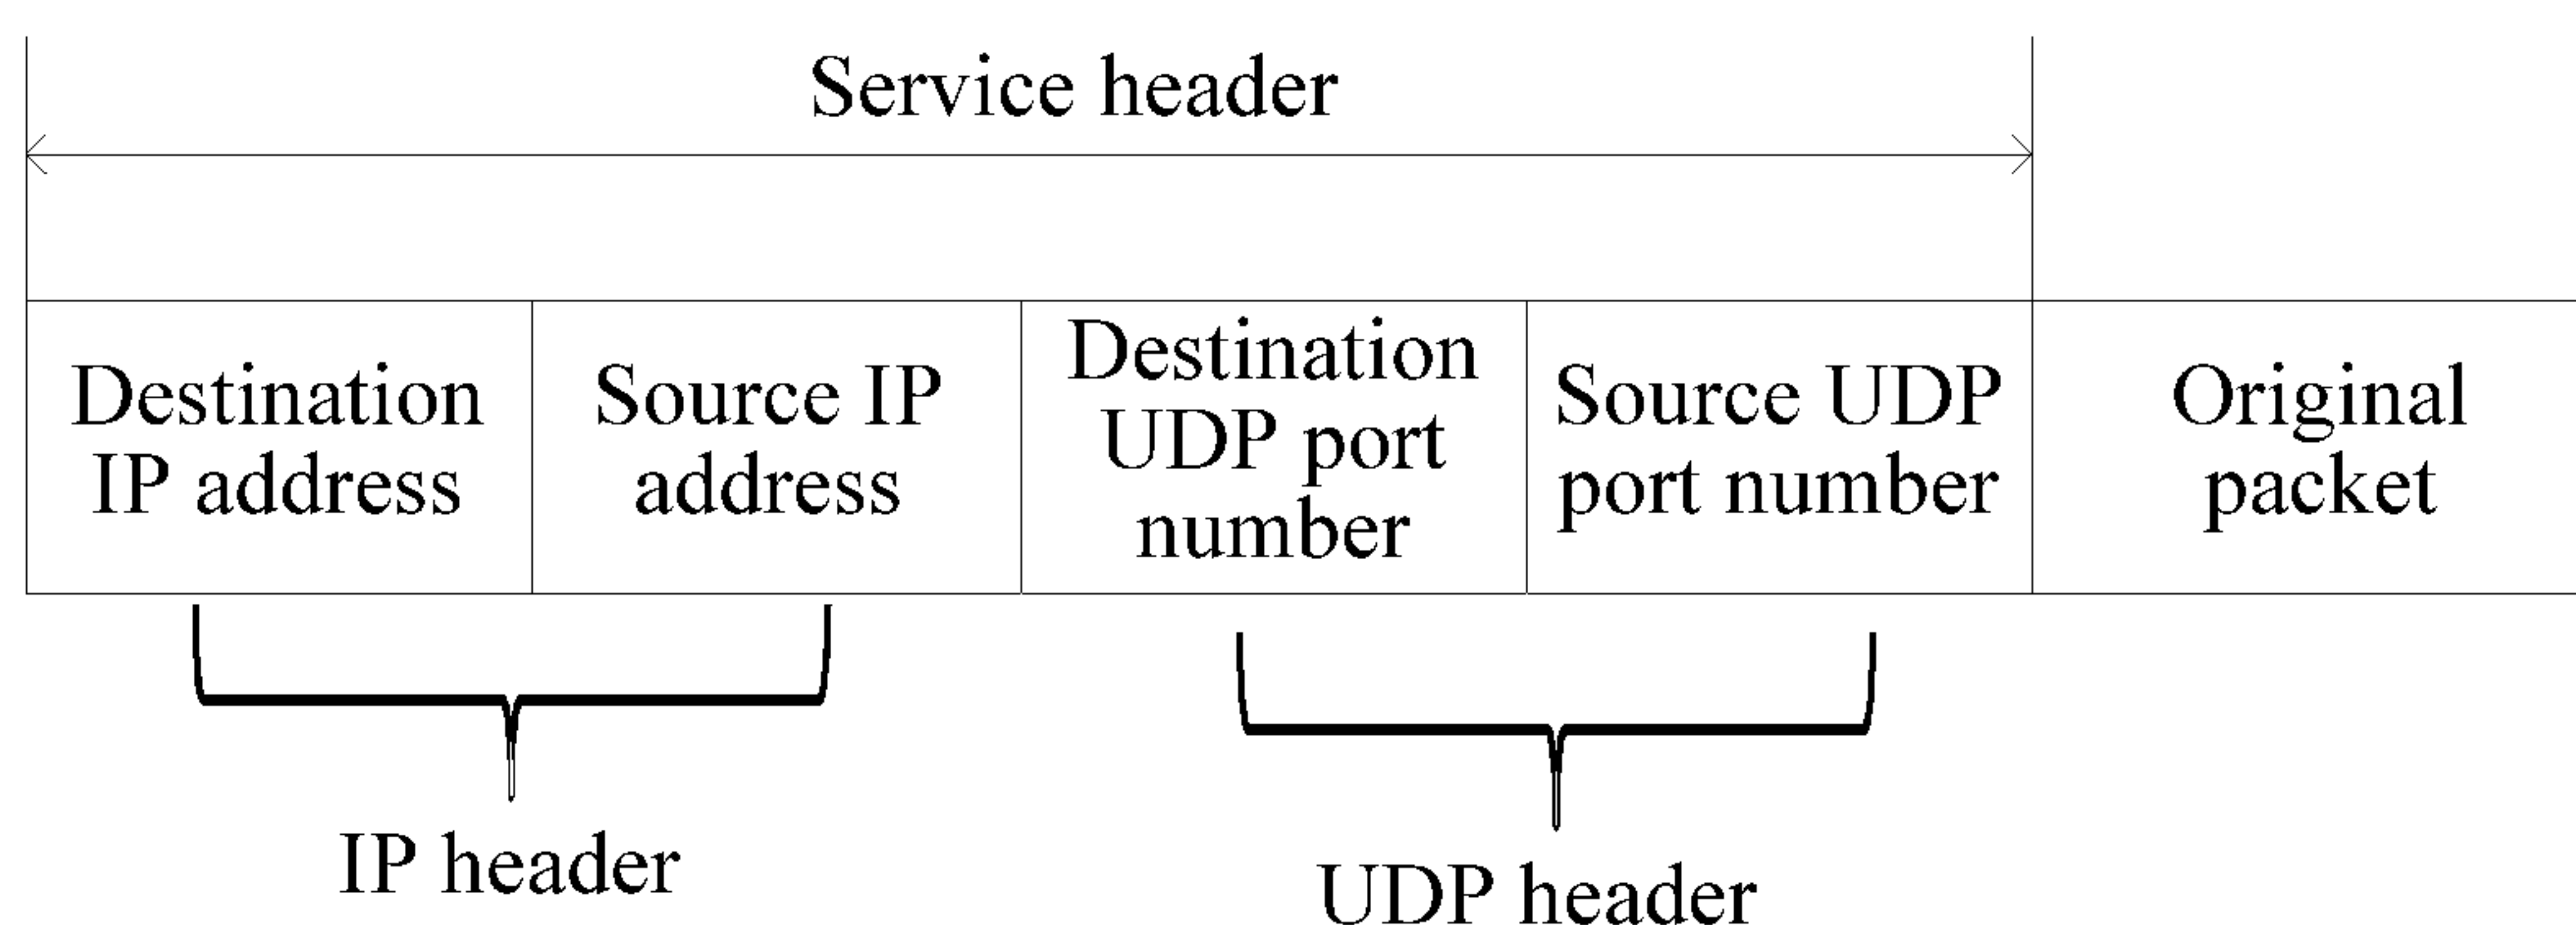 Service header
Destination
IP address
Source IP
address
Destination
UDP port
number
Source UDP
port number
Original
packet
IP header
UDP header